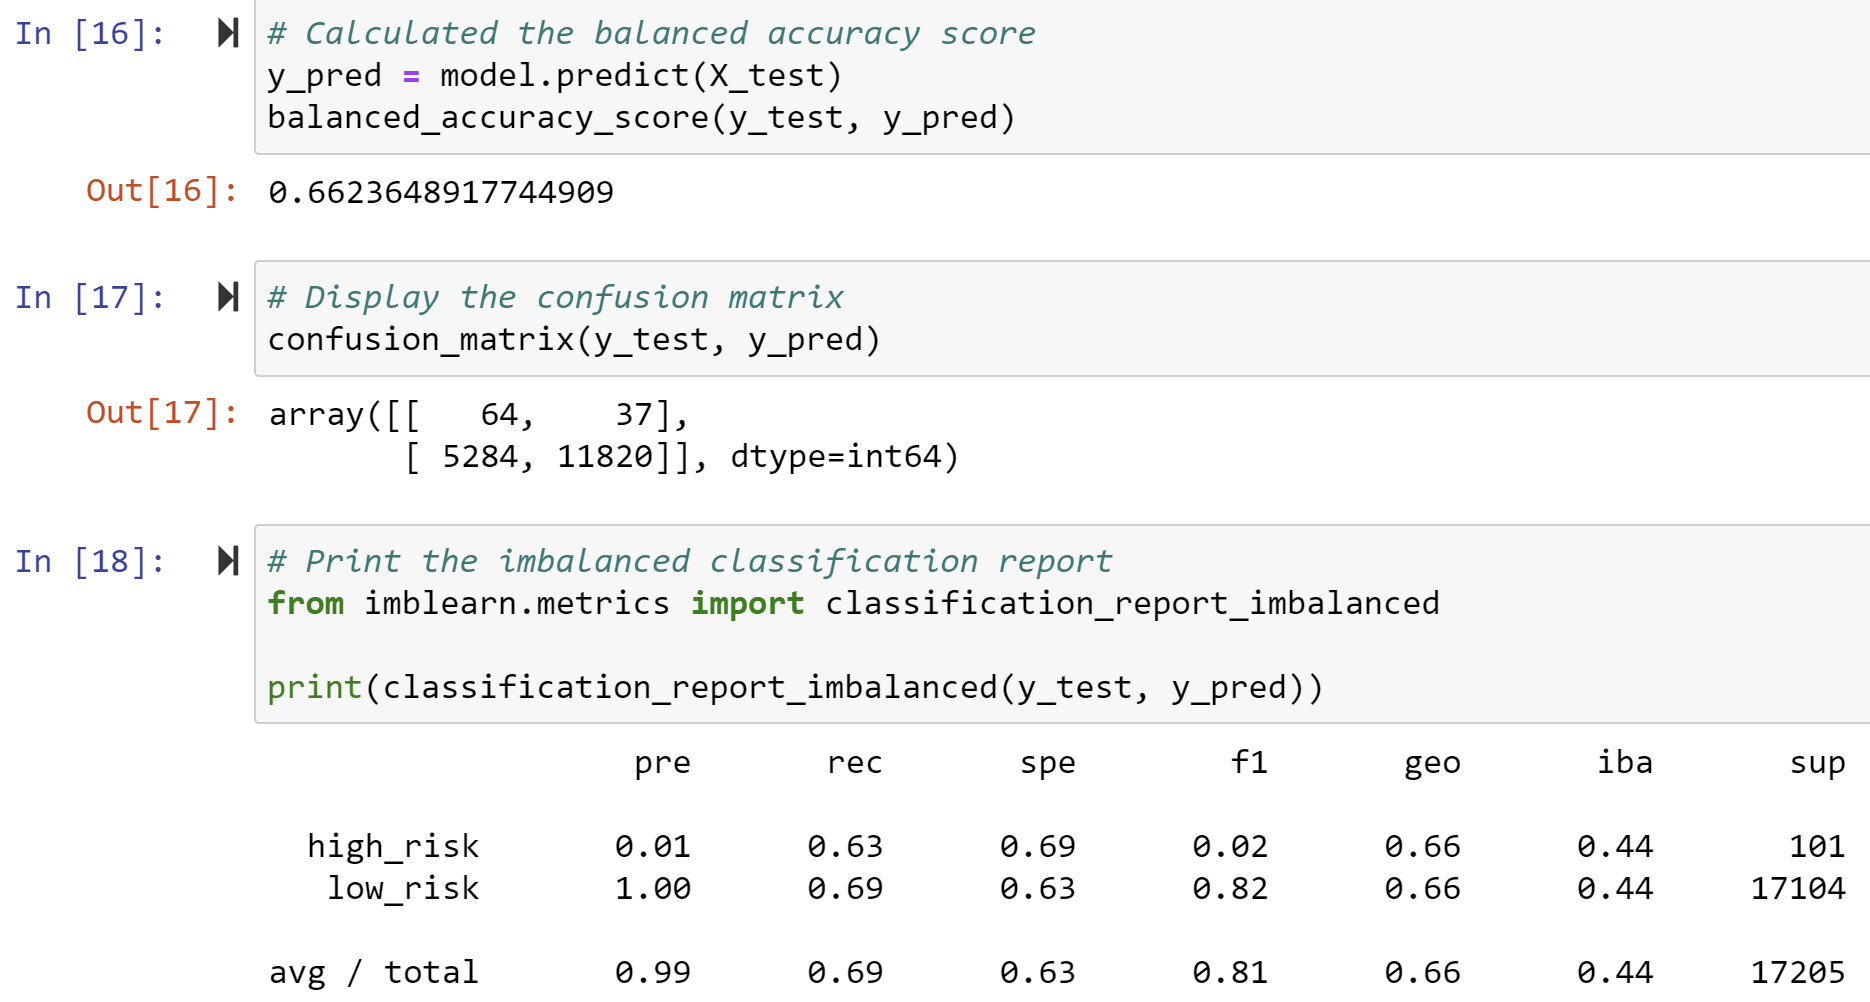 In [16]: # Calculated the balanced accuracy score
y_pred = model.predict(X_test)
balanced_accuracy_score(y_test, y_pred)
Out[16]: 0.6623648917744909
In [17]: # Display the confusion matrix
confusion_matrix(y_test, y_pred)
Out[17]: array([[   64,    37],
       [ 5284, 11820]], dtype=int64)
In [18]: # Print the imbalanced classification report
from imblearn.metrics import classification_report_imbalanced
print(classification_report_imbalanced(y_test, y_pred))
pre rec spe f1 geo iba sup
high_risk 0.01 0.63 0.69 0.02 0.66 0.44 101
low_risk 1.00 0.69 0.63 0.82 0.66 0.44 17104
avg / total 0.99 0.69 0.63 0.81 0.66 0.44 17205